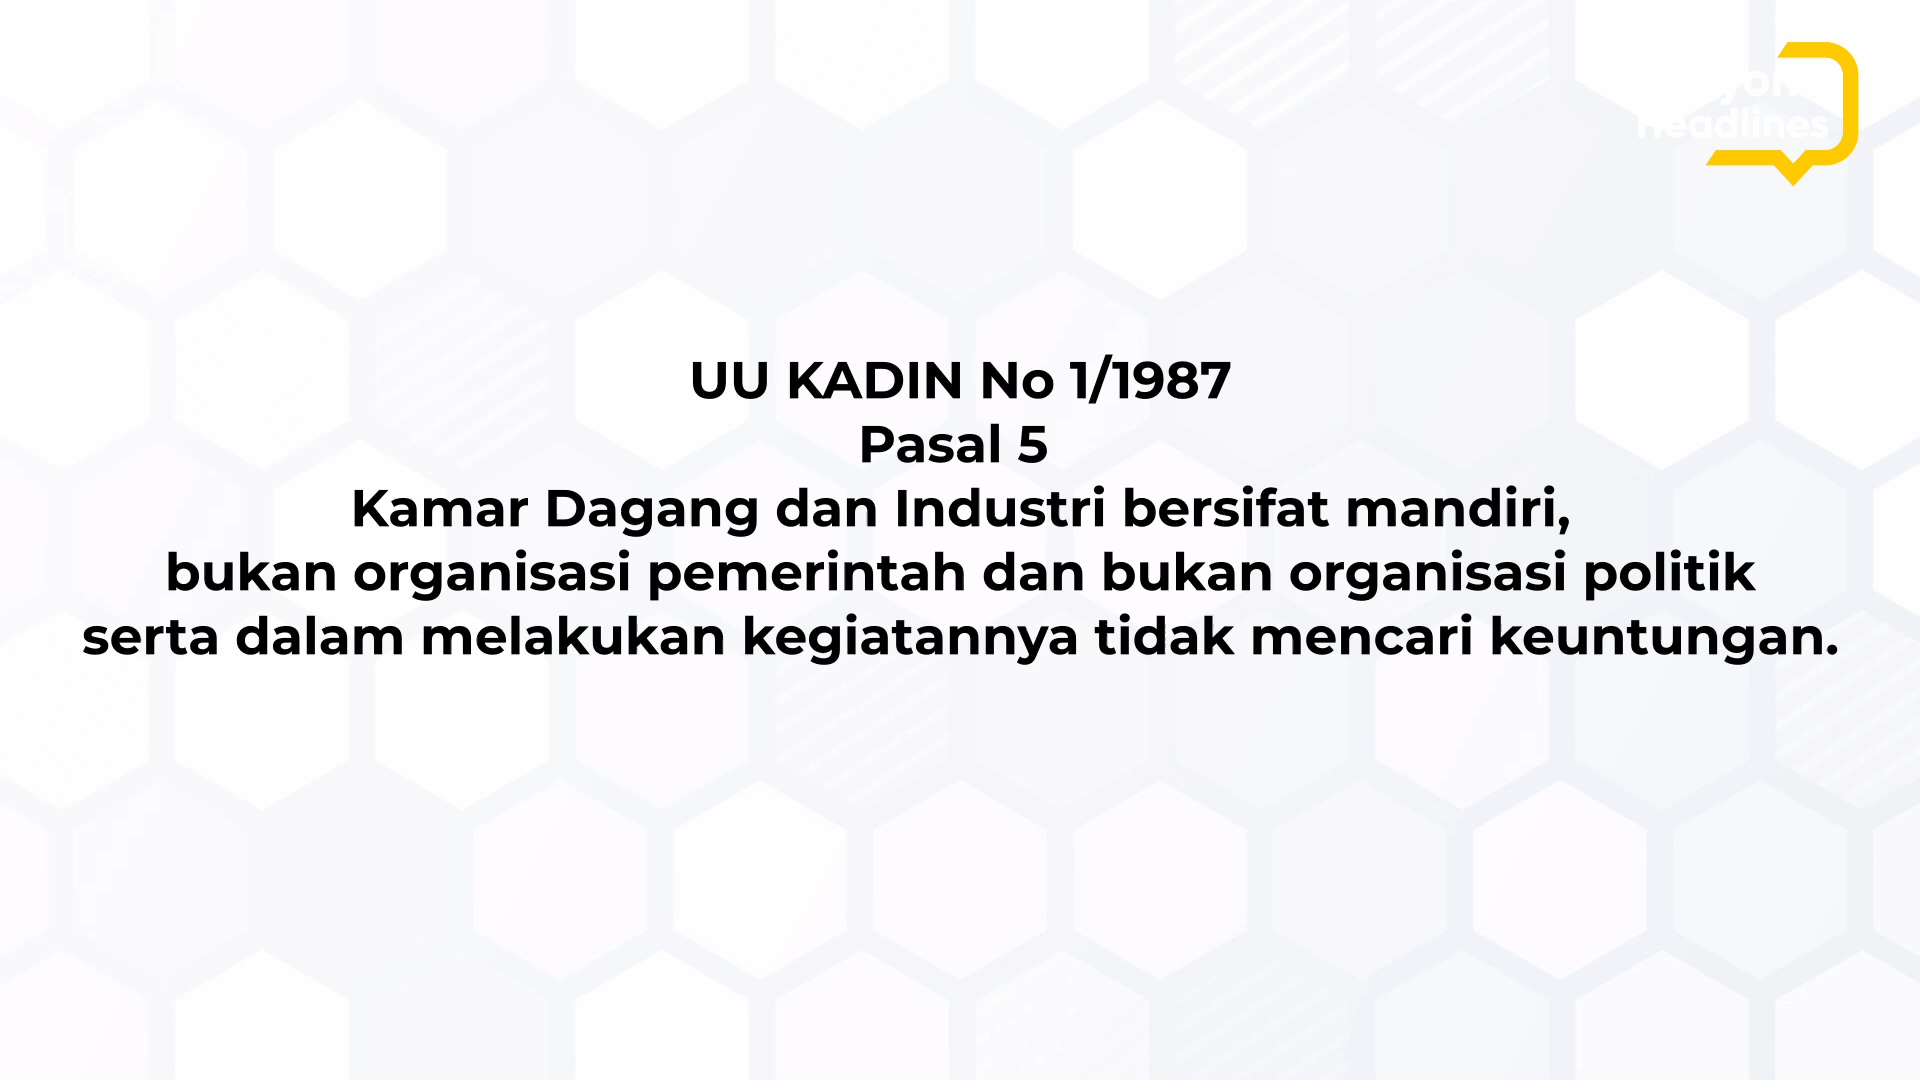 headlines
UU KADIN No 1/1987
Pasal 5
Kamar Dagang dan Industri bersifat mandiri,
bukan organisasi pemerintah dan bukan organisasi politik
serta dalam melakukan kegiatannya tidak mencari keuntungan.